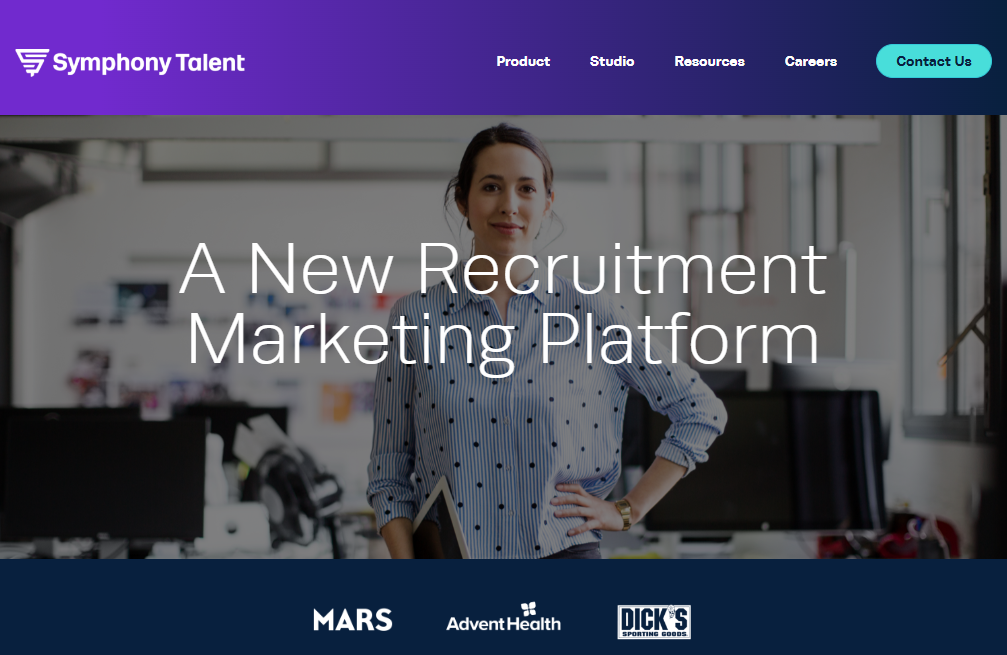 Symphony Talent
Product
Studio
Resources
Careers
Contact Us
A New Recruitment
Marketing Platform
MARS
AdventHealth
DICK'S
SPORTING GOODS